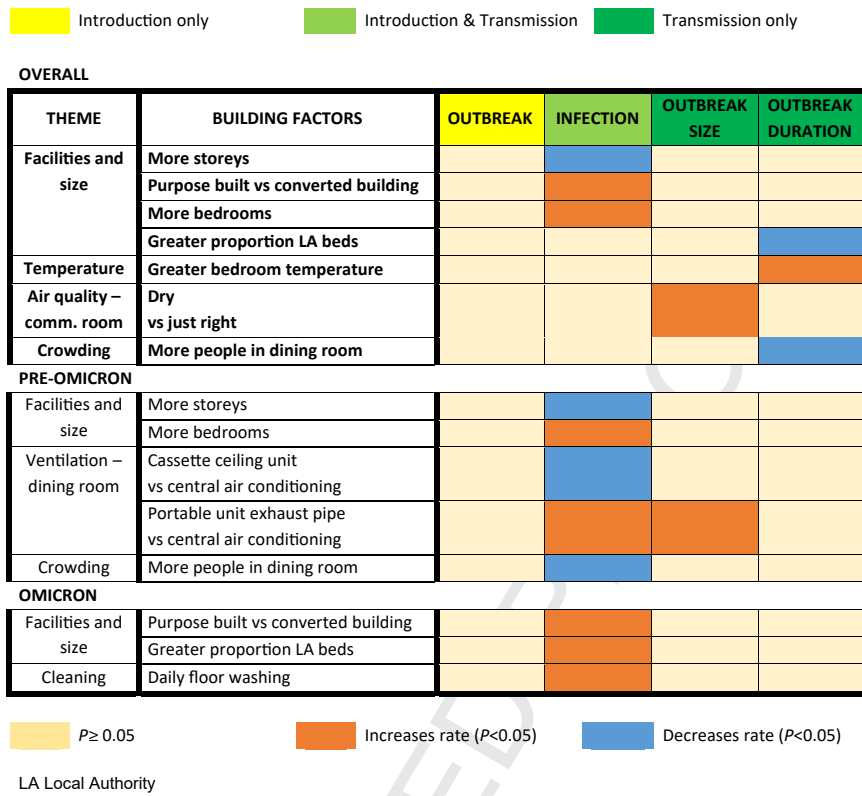 Introduction only Introduction & Transmission Transmission only
OVERALL
THEME BUILDING FACTORS OUTBREAK INFECTION OUTBREAK SIZE OUTBREAK DURATION
Facilities and size More storeys
Purpose built vs converted building
More bedrooms
Greater proportion LA beds
Temperature Greater bedroom temperature
Air quality – comm. room Dry
vs just right
Crowding More people in dining room
PRE-OMICRON
Facilities and size More storeys
More bedrooms
Ventilation – dining room Cassette ceiling unit
vs central air conditioning
Portable unit exhaust pipe
vs central air conditioning
Crowding More people in dining room
OMICRON
Facilities and size Purpose built vs converted building
Greater proportion LA beds
Cleaning Daily floor washing
P≥ 0.05 Increases rate (P<0.05) Decreases rate (P<0.05)
LA Local Authority